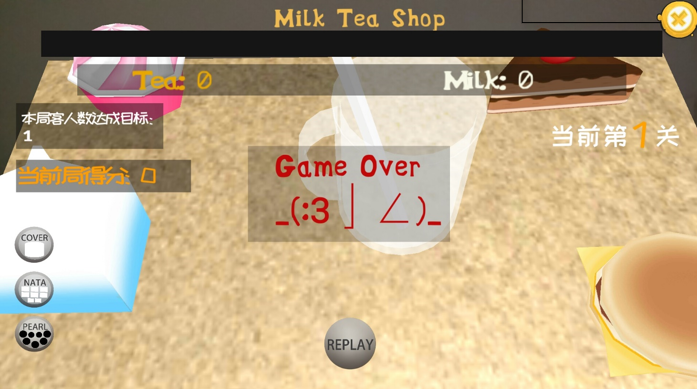 Milk Tea Shop
Tea: 0
Milk: 0
本局客人数达成目标:
1
当前第1关
当前局得分: 0
Game Over
_(:3 」∠)_
COVER
NATA
PEARL
REPLAY